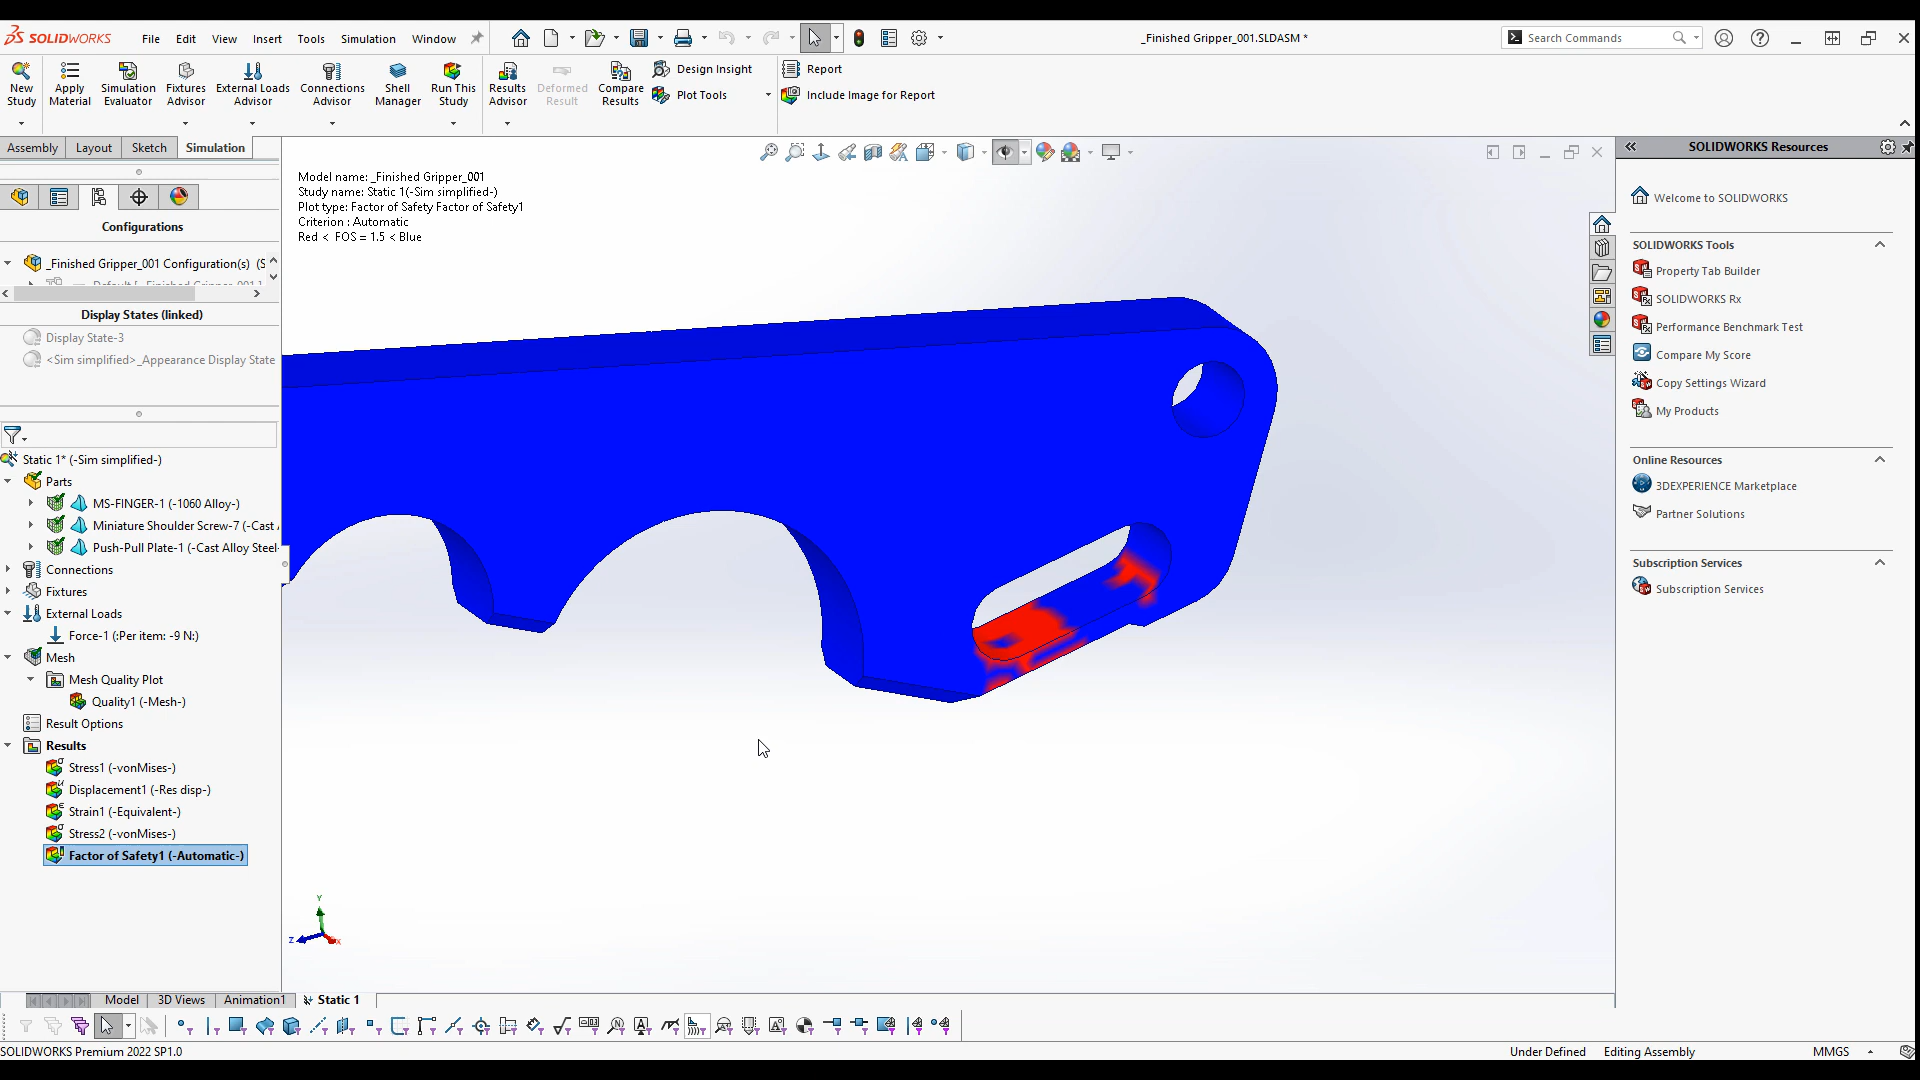 SOLIDWORKS File Edit View Insert Tools Simulation Window _Finished Gripper_001.SLDASM * Search Commands
New Study
Apply Material
Simulation Evaluator
Fixtures Advisor
External Loads Advisor
Connections Advisor
Shell Manager
Run This Study
Results Advisor
Deformed Result
Compare Results
Design Insight
Plot Tools
Report
Include Image for Report
Assembly Layout Sketch Simulation
Configurations
_Finished Gripper_001 Configuration(s) (S
Default [ _Finished Gripper_001 ]
Display States (linked)
Display State-3
<Sim simplified>_Appearance Display State
Static 1* (-Sim simplified-)
Parts
MS-FINGER-1 (-1060 Alloy-)
Miniature Shoulder Screw-7 (-Cast
Push-Pull Plate-1 (-Cast Alloy Steel-
Connections
Fixtures
External Loads
Force-1 (:Per item: -9 N:)
Mesh
Mesh Quality Plot
Quality1 (-Mesh-)
Result Options
Results
Stress1 (-vonMises-)
Displacement1 (-Res disp-)
Strain1 (-Equivalent-)
Stress2 (-vonMises-)
Factor of Safety1 (-Automatic-)
Model name: _Finished Gripper_001
Study name: Static 1(-Sim simplified-)
Plot type: Factor of Safety Factor of Safety1
Criterion : Automatic
Red < FOS = 1.5 < Blue
Y
Z
X
SOLIDWORKS Resources
Welcome to SOLIDWORKS
SOLIDWORKS Tools
Property Tab Builder
SOLIDWORKS Rx
Performance Benchmark Test
Compare My Score
Copy Settings Wizard
My Products
Online Resources
3DEXPERIENCE Marketplace
Partner Solutions
Subscription Services
Subscription Services
Model 3D Views Animation1 Static 1
SOLIDWORKS Premium 2022 SP1.0 Under Defined Editing Assembly MMGS